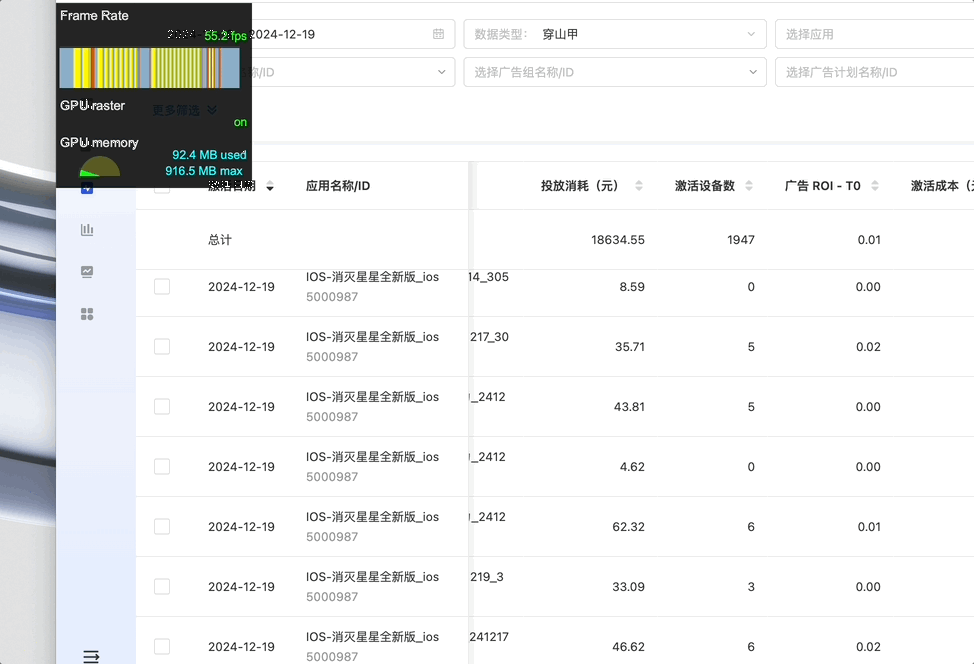 Frame Rate
55.2 fps
2024-12-19
数据类型： 穿山甲
选择应用
称/ID
选择广告组名称/ID
选择广告计划名称/ID
GPU raster
on
更多筛选
GPU memory
92.4 MB used
916.5 MB max
激活日期 应用名称/ID 投放消耗（元） 激活设备数 广告 ROI - T0 激活成本（元
总计 18634.55 1947 0.01
2024-12-19 IOS-消灭星星全新版_ios 14_305 8.59 0 0.00
5000987
2024-12-19 IOS-消灭星星全新版_ios 217_30 35.71 5 0.02
5000987
2024-12-19 IOS-消灭星星全新版_ios _2412 43.81 5 0.00
5000987
2024-12-19 IOS-消灭星星全新版_ios _2412 4.62 0 0.00
5000987
2024-12-19 IOS-消灭星星全新版_ios _2412 62.32 6 0.01
5000987
2024-12-19 IOS-消灭星星全新版_ios 219_3 33.09 3 0.00
5000987
2024-12-19 IOS-消灭星星全新版_ios 241217 46.62 6 0.02
5000987